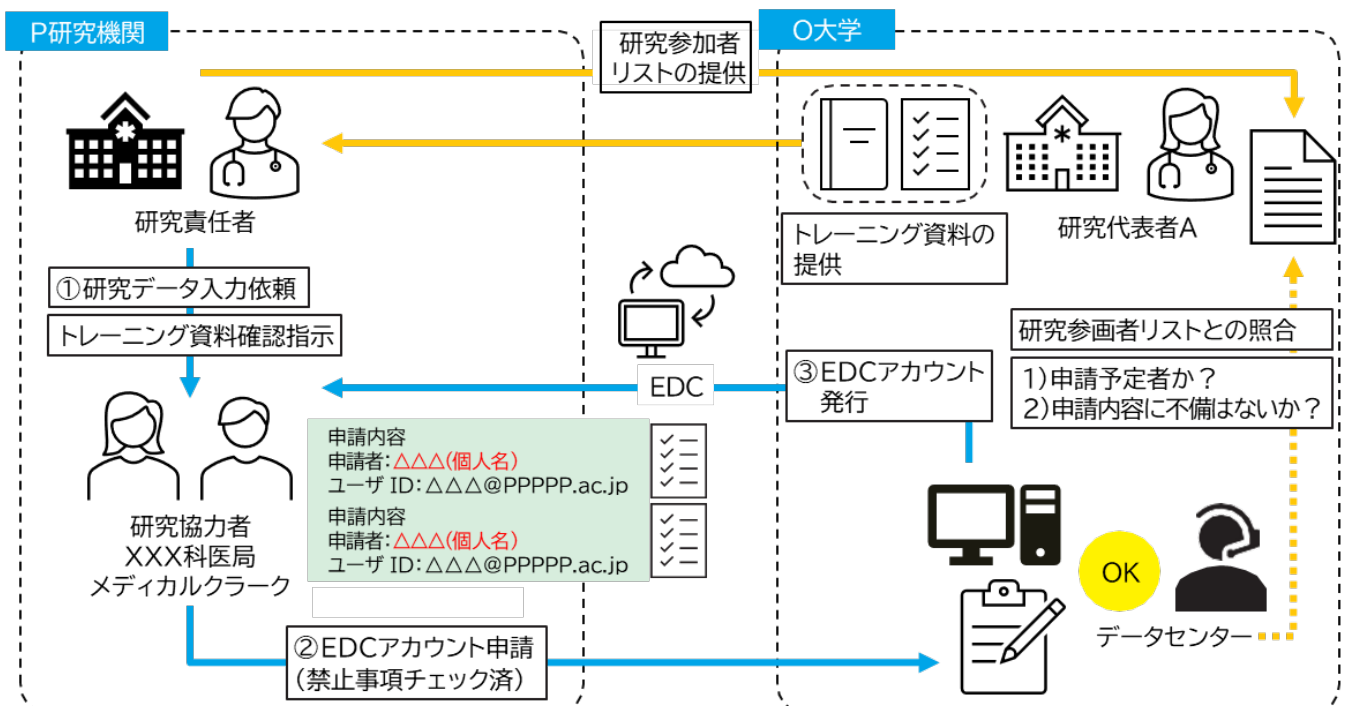 P研究機関
O大学
研究参加者
リストの提供
研究責任者
トレーニング資料の
提供
研究代表者A
①研究データ入力依頼
トレーニング資料確認指示
研究参画者リストとの照合
1)申請予定者か？
2)申請内容に不備はないか？
EDC
③EDCアカウント
発行
申請内容
申請者:△△△(個人名)
ユーザ ID:△△△@PPPPP.ac.jp
申請内容
申請者:△△△(個人名)
ユーザ ID:△△△@PPPPP.ac.jp
研究協力者
XXX科医局
メディカルクラーク
OK
データセンター
②EDCアカウント申請
(禁止事項チェック済)